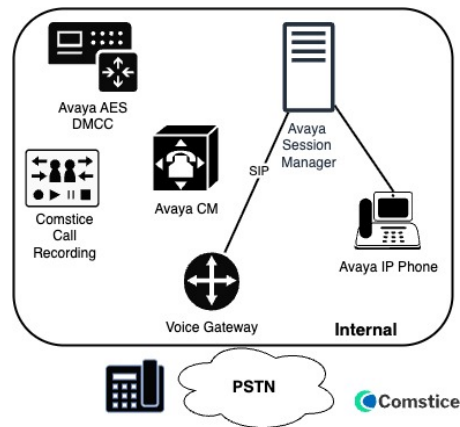 Avaya AES
DMCC
Avaya
Session
Manager
SIP
Avaya CM
Comstice
Call
Recording
Avaya IP Phone
Voice Gateway
Internal
PSTN
Comstice